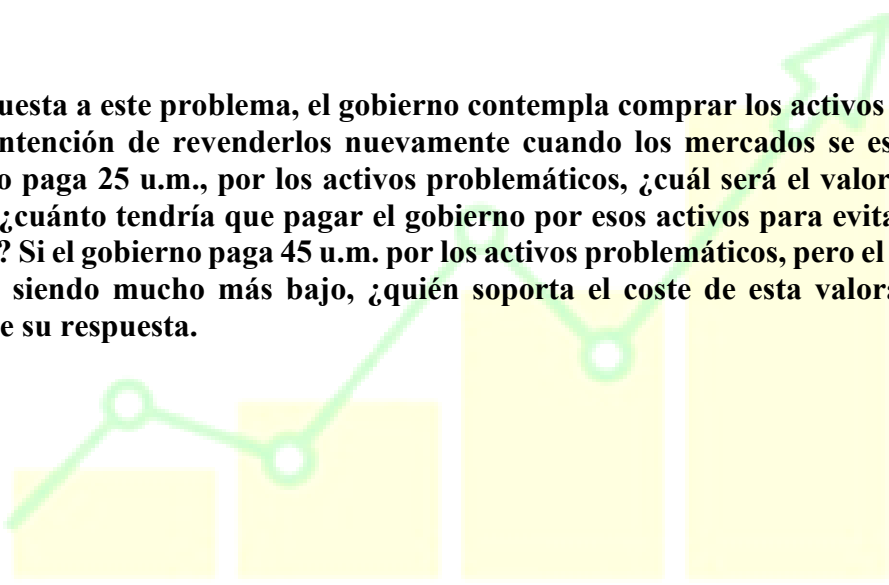 uesta a este problema, el gobierno contempla comprar los activos
ntención de revenderlos nuevamente cuando los mercados se es
o paga 25 u.m., por los activos problemáticos, ¿cuál será el valor
¿cuánto tendría que pagar el gobierno por esos activos para evita
? Si el gobierno paga 45 u.m. por los activos problemáticos, pero el
siendo mucho más bajo, ¿quién soporta el coste de esta valora
e su respuesta.